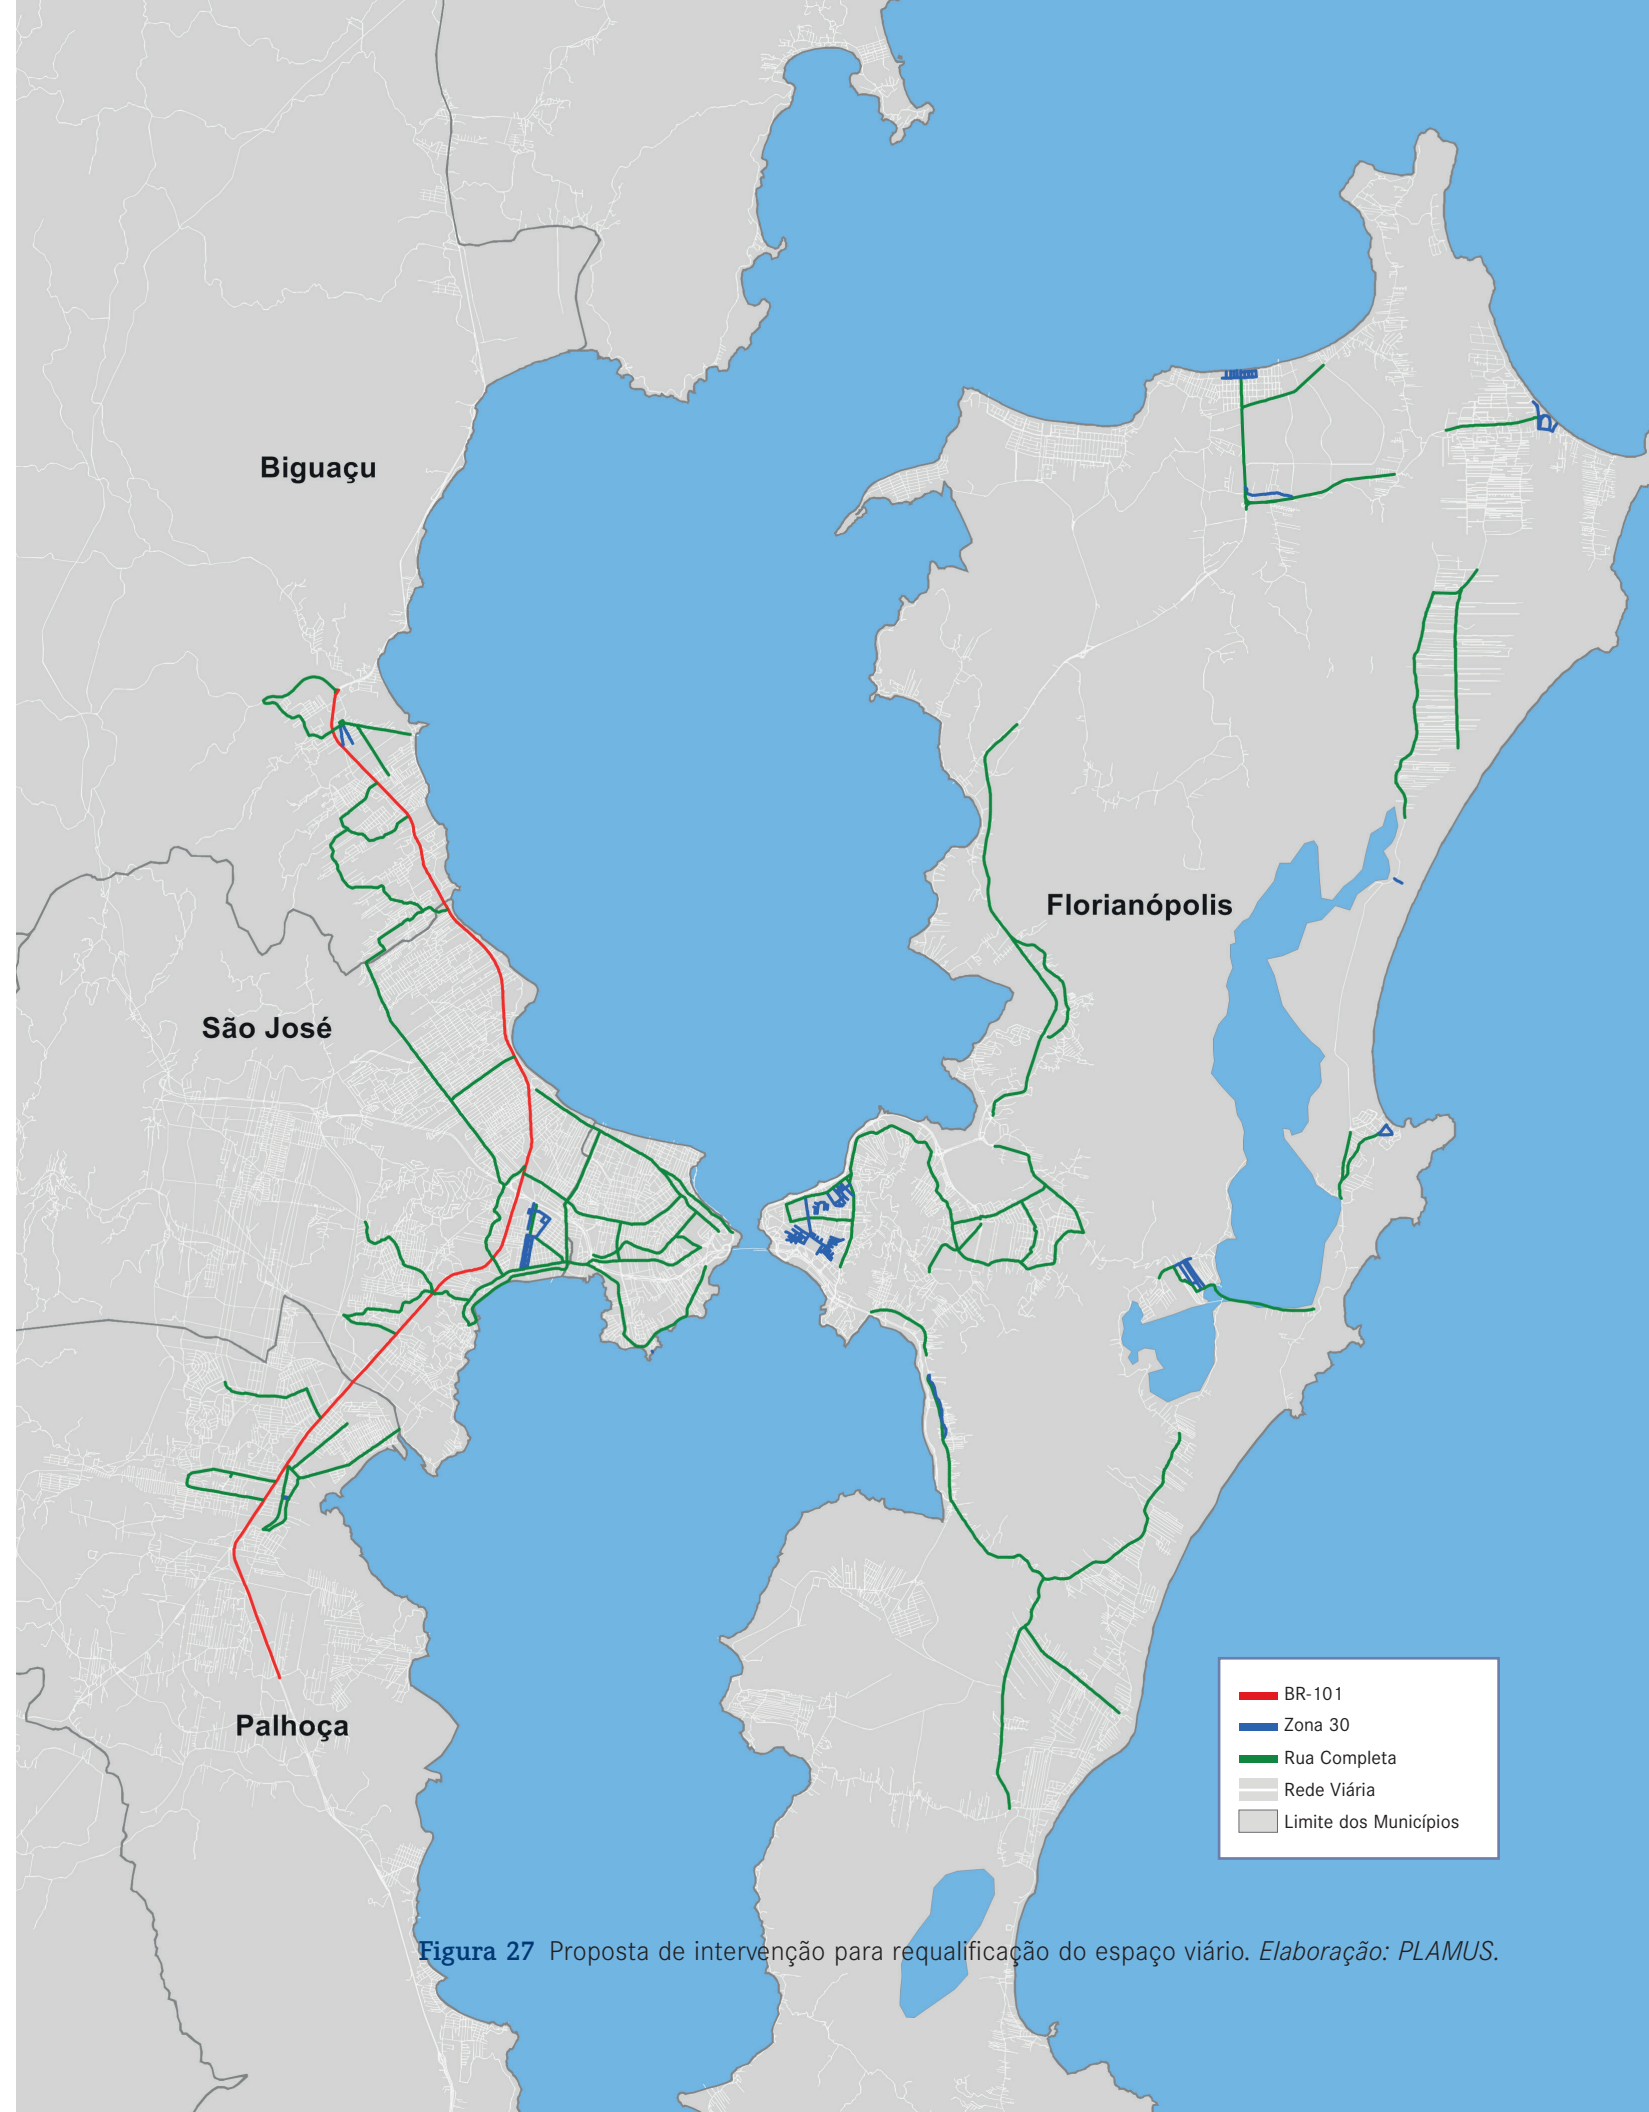 Biguaçu
Florianópolis
São José
Palhoça
BR-101
Zona 30
Rua Completa
Rede Viária
Limite dos Municípios
Figura 27 Proposta de intervenção para requalificação do espaço viário. Elaboração: PLAMUS.